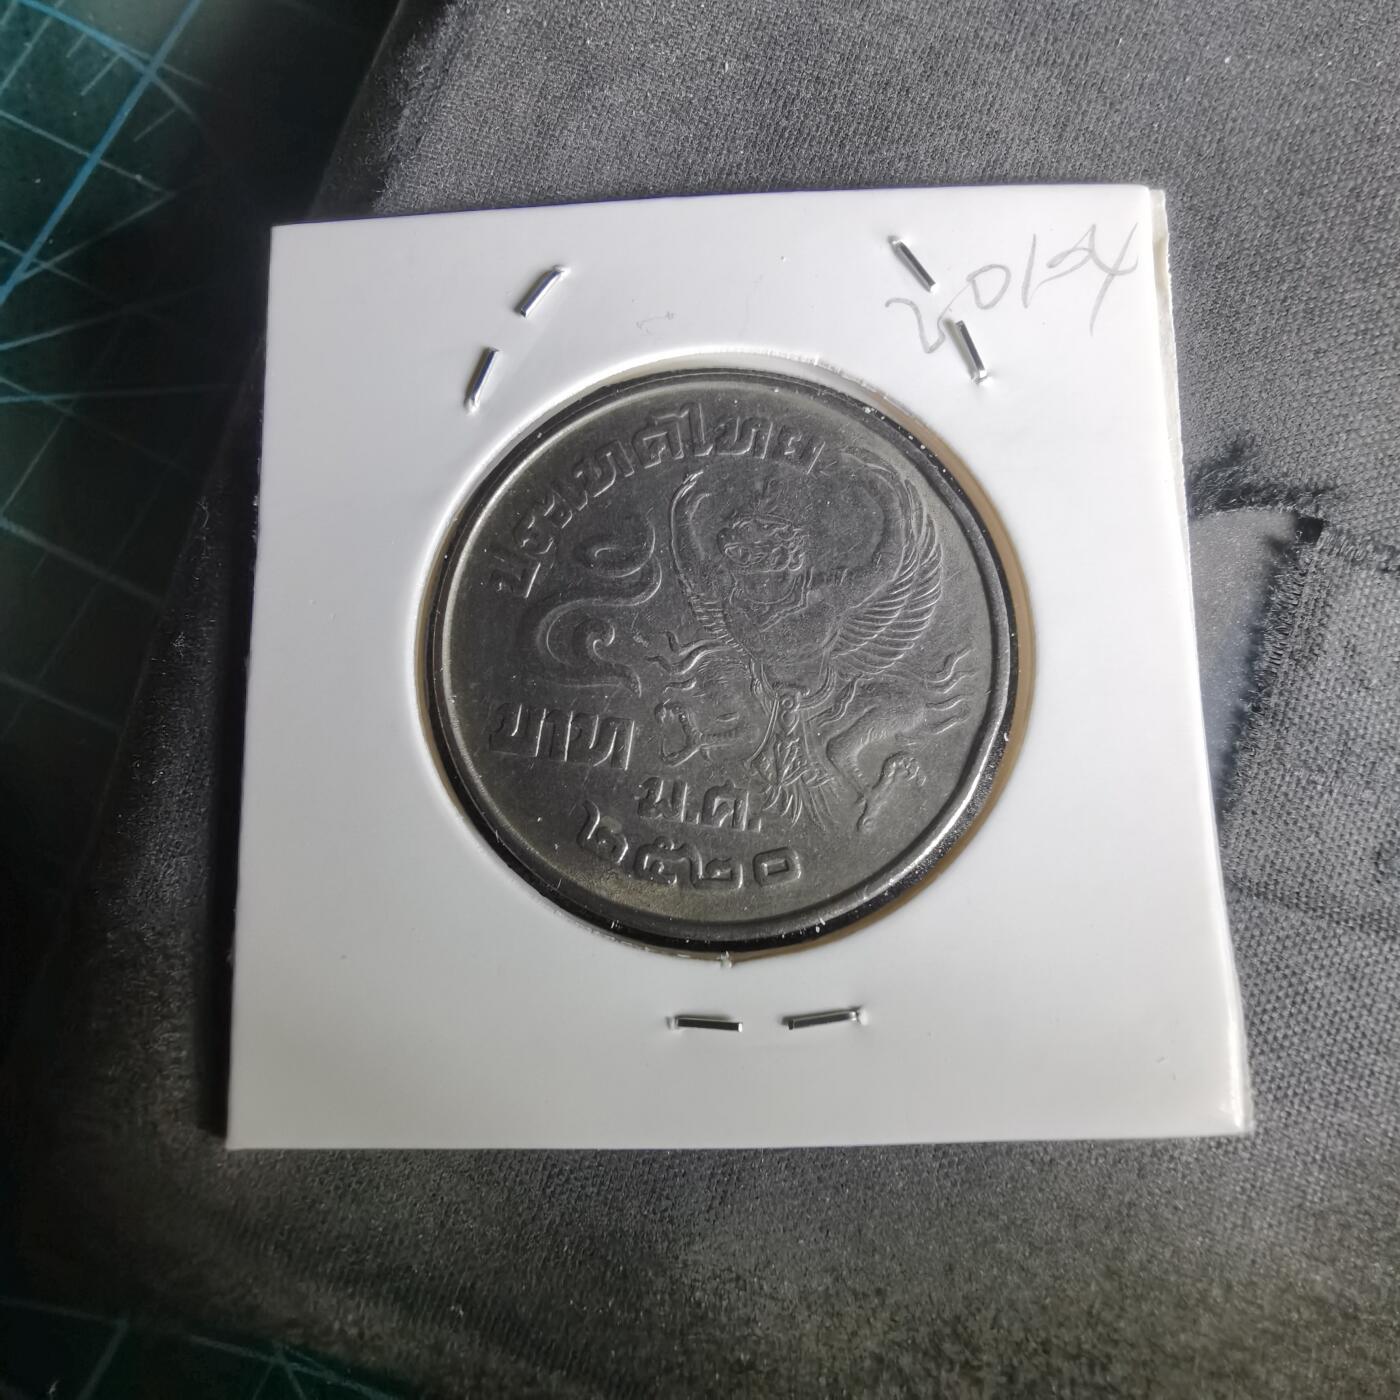 ประเทศไทย
๕
บาท
พ.ศ.
๒๕๒๐